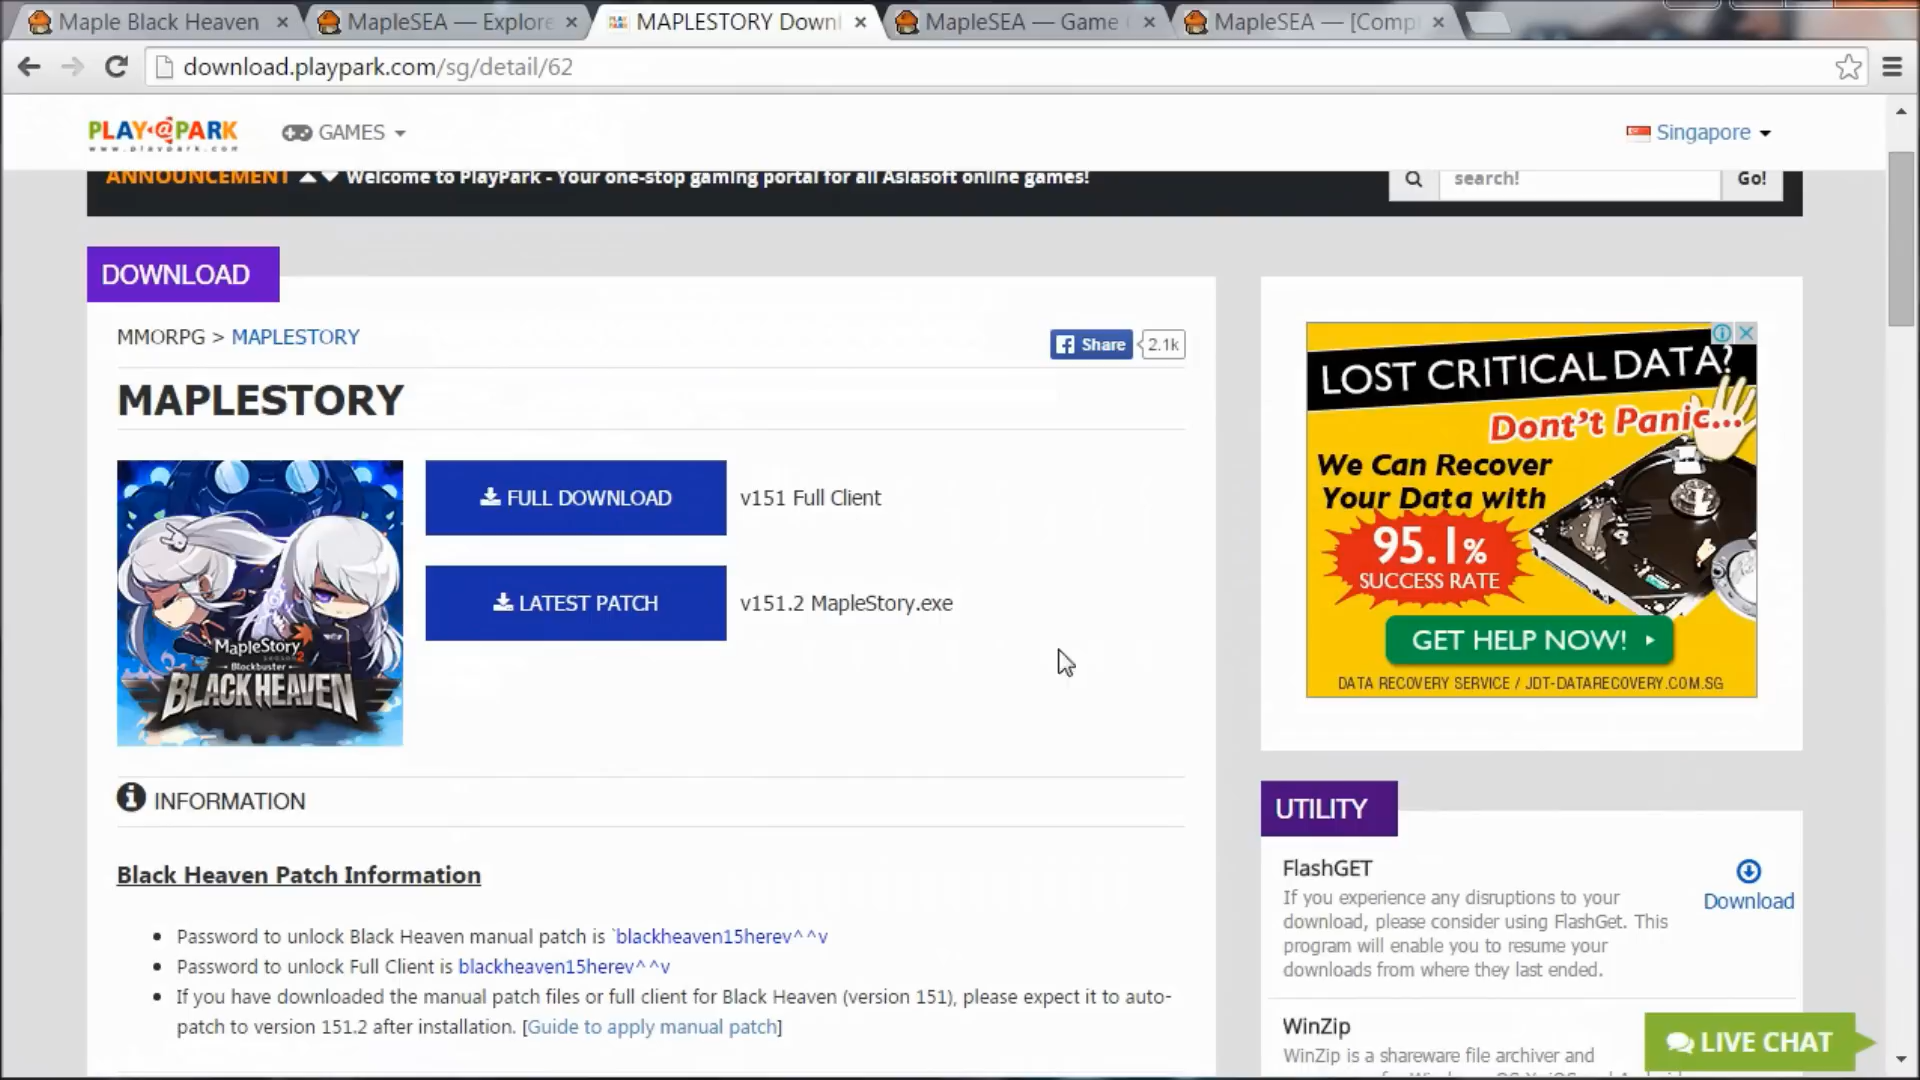 Maple Black Heaven
MapleSEA — Explore
MAPLESTORY Downl
MapleSEA — Game
MapleSEA — [Comp
download.playpark.com/sg/detail/62
PLAY@PARK
www.playpark.com
GAMES
Singapore
ANNOUNCEMENT Welcome to PlayPark - Your one-stop gaming portal for all Asiasoft online games!
search!
Go!
DOWNLOAD
MMORPG > MAPLESTORY
Share
2.1k
MAPLESTORY
FULL DOWNLOAD
v151 Full Client
LATEST PATCH
v151.2 MapleStory.exe
MapleStory
season 2
Blockbuster
BLACK HEAVEN
INFORMATION
Black Heaven Patch Information
• Password to unlock Black Heaven manual patch is `blackheaven15herev^^v
• Password to unlock Full Client is blackheaven15herev^^v
• If you have downloaded the manual patch files or full client for Black Heaven (version 151), please expect it to auto-
patch to version 151.2 after installation. [Guide to apply manual patch]
LOST CRITICAL DATA?
Dont't Panic...
We Can Recover
Your Data with
95.1%
SUCCESS RATE
GET HELP NOW!
DATA RECOVERY SERVICE / JDT-DATARECOVERY.COM.SG
UTILITY
FlashGET
If you experience any disruptions to your
download, please consider using FlashGet. This
program will enable you to resume your
downloads from where they last ended.
Download
WinZip
WinZip is a shareware file archiver and
LIVE CHAT